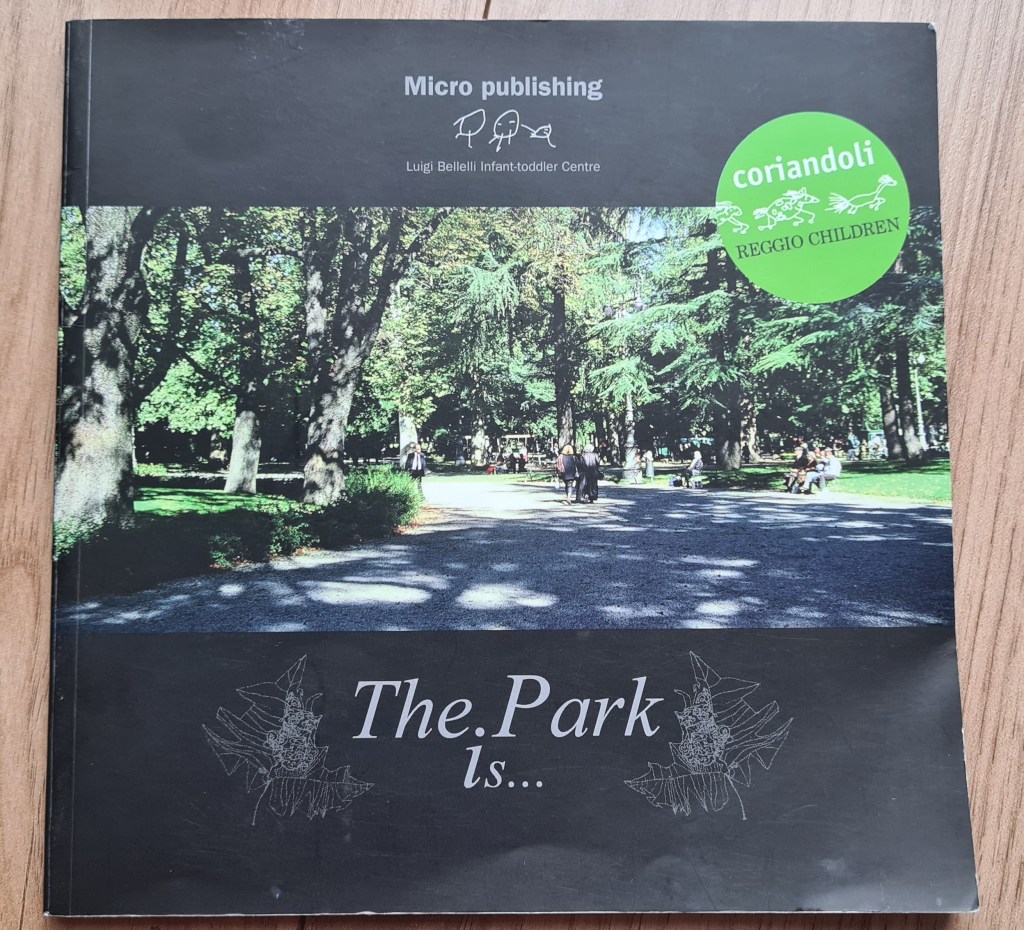 Micro publishing
Luigi Bellelli Infant-toddler Centre
coriandoli
REGGIO CHILDREN
The.Park
Is...